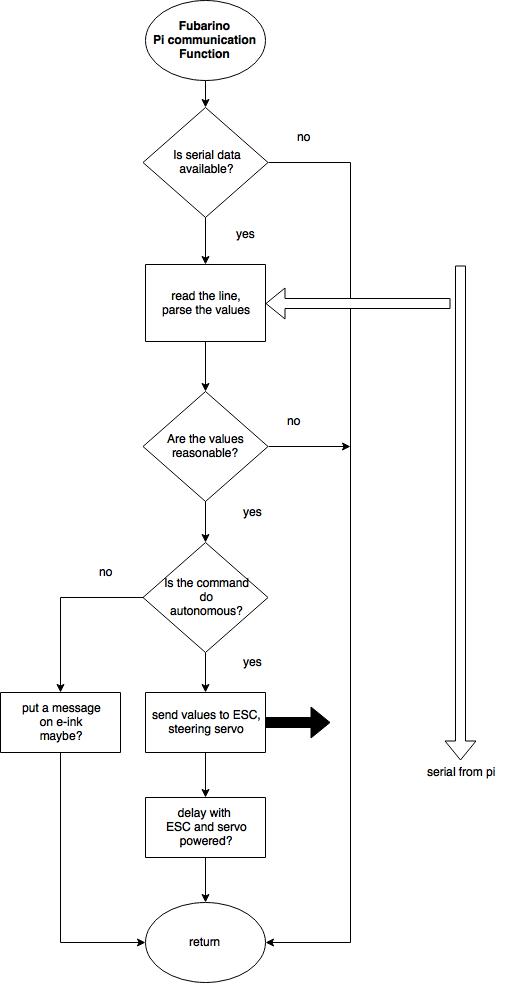 Fubarino
Pi communication
Function
no
Is serial data
available?
yes
read the line,
parse the values
no
Are the values
reasonable?
yes
no
Is the command
do
autonomous?
yes
put a message
on e-ink
maybe?
send values to ESC,
steering servo
serial from pi
delay with
ESC and servo
powered?
return